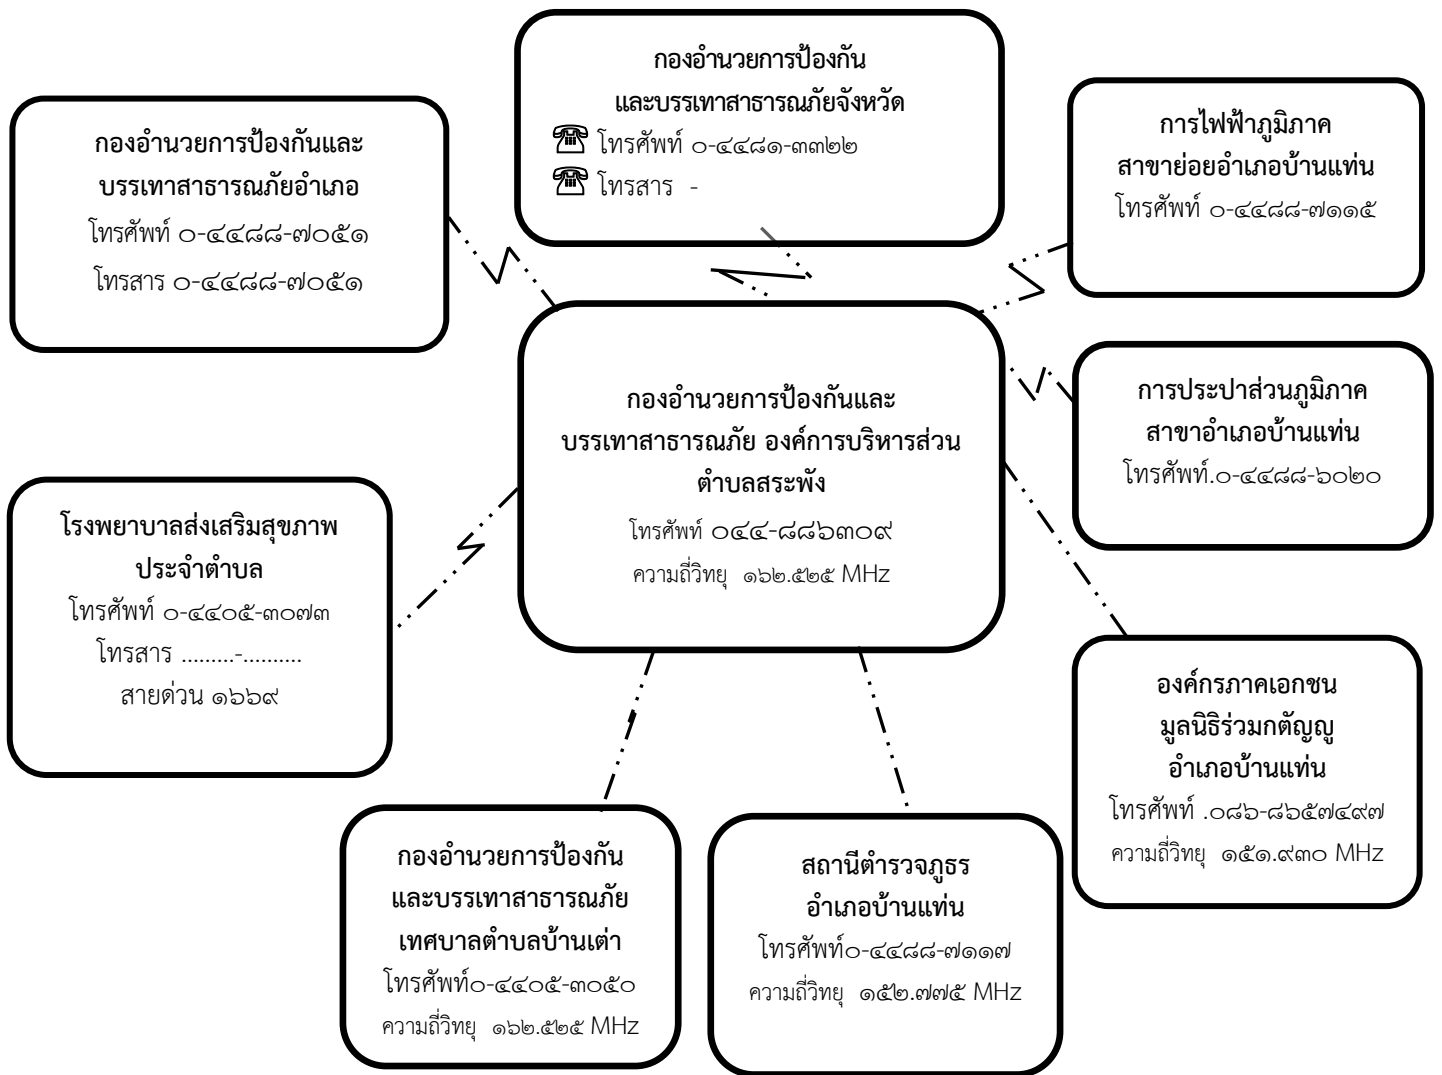 กองอำนวยการป้องกัน
และบรรเทาสาธารณภัยจังหวัด
โทรศัพท์ ๐-๔๔๘๑-๓๓๒๒
โทรสาร -
กองอำนวยการป้องกันและ
บรรเทาสาธารณภัยอำเภอ
โทรศัพท์ ๐-๔๔๘๘-๗๐๕๑
โทรสาร ๐-๔๔๘๘-๗๐๕๑
การไฟฟ้าภูมิภาค
สาขาย่อยอำเภอบ้านแท่น
โทรศัพท์ ๐-๔๔๘๘-๗๑๑๕
กองอำนวยการป้องกันและ
บรรเทาสาธารณภัย องค์การบริหารส่วน
ตำบลสระพัง
โทรศัพท์ ๐๔๔-๘๘๖๓๐๙
ความถี่วิทยุ ๑๖๒.๕๒๕ MHz
การประปาส่วนภูมิภาค
สาขาอำเภอบ้านแท่น
โทรศัพท์.๐-๔๔๘๘-๖๐๒๐
โรงพยาบาลส่งเสริมสุขภาพ
ประจำตำบล
โทรศัพท์ ๐-๔๔๐๕-๓๐๗๓
โทรสาร .........-..........
สายด่วน ๑๖๖๙
องค์กรภาคเอกชน
มูลนิธิร่วมกตัญญู
อำเภอบ้านแท่น
โทรศัพท์ .๐๘๖-๘๖๕๗๔๙๗
ความถี่วิทยุ ๑๕๑.๙๓๐ MHz
กองอำนวยการป้องกัน
และบรรเทาสาธารณภัย
เทศบาลตำบลบ้านเต่า
โทรศัพท์๐-๔๔๐๕-๓๐๕๐
ความถี่วิทยุ ๑๖๒.๕๒๕ MHz
สถานีตำรวจภูธร
อำเภอบ้านแท่น
โทรศัพท์๐-๔๔๘๘-๗๑๑๗
ความถี่วิทยุ ๑๕๒.๗๗๕ MHz